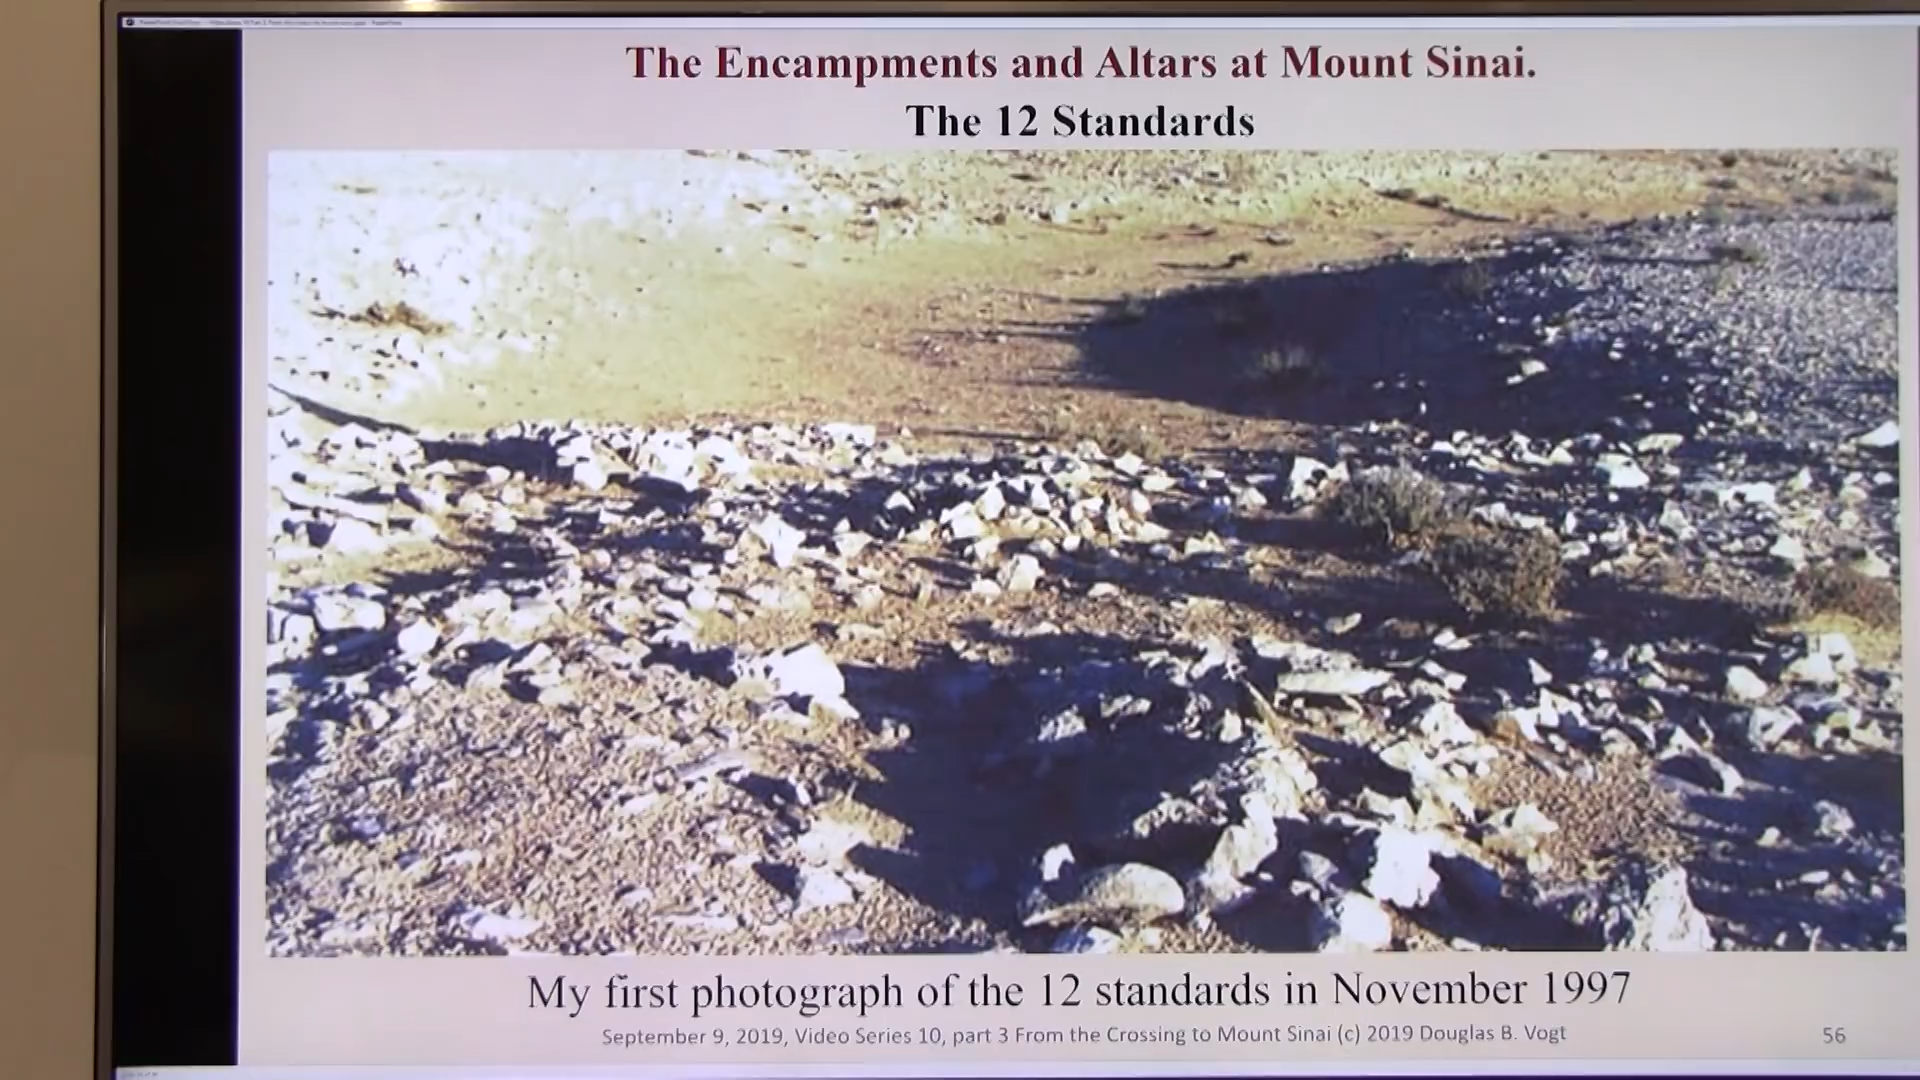 The Encampments and Altars at Mount Sinai.
The 12 Standards
My first photograph of the 12 standards in November 1997
September 9, 2019, Video Series 10, part 3 From the Crossing to Mount Sinai (c) 2019 Douglas B. Vogt
56